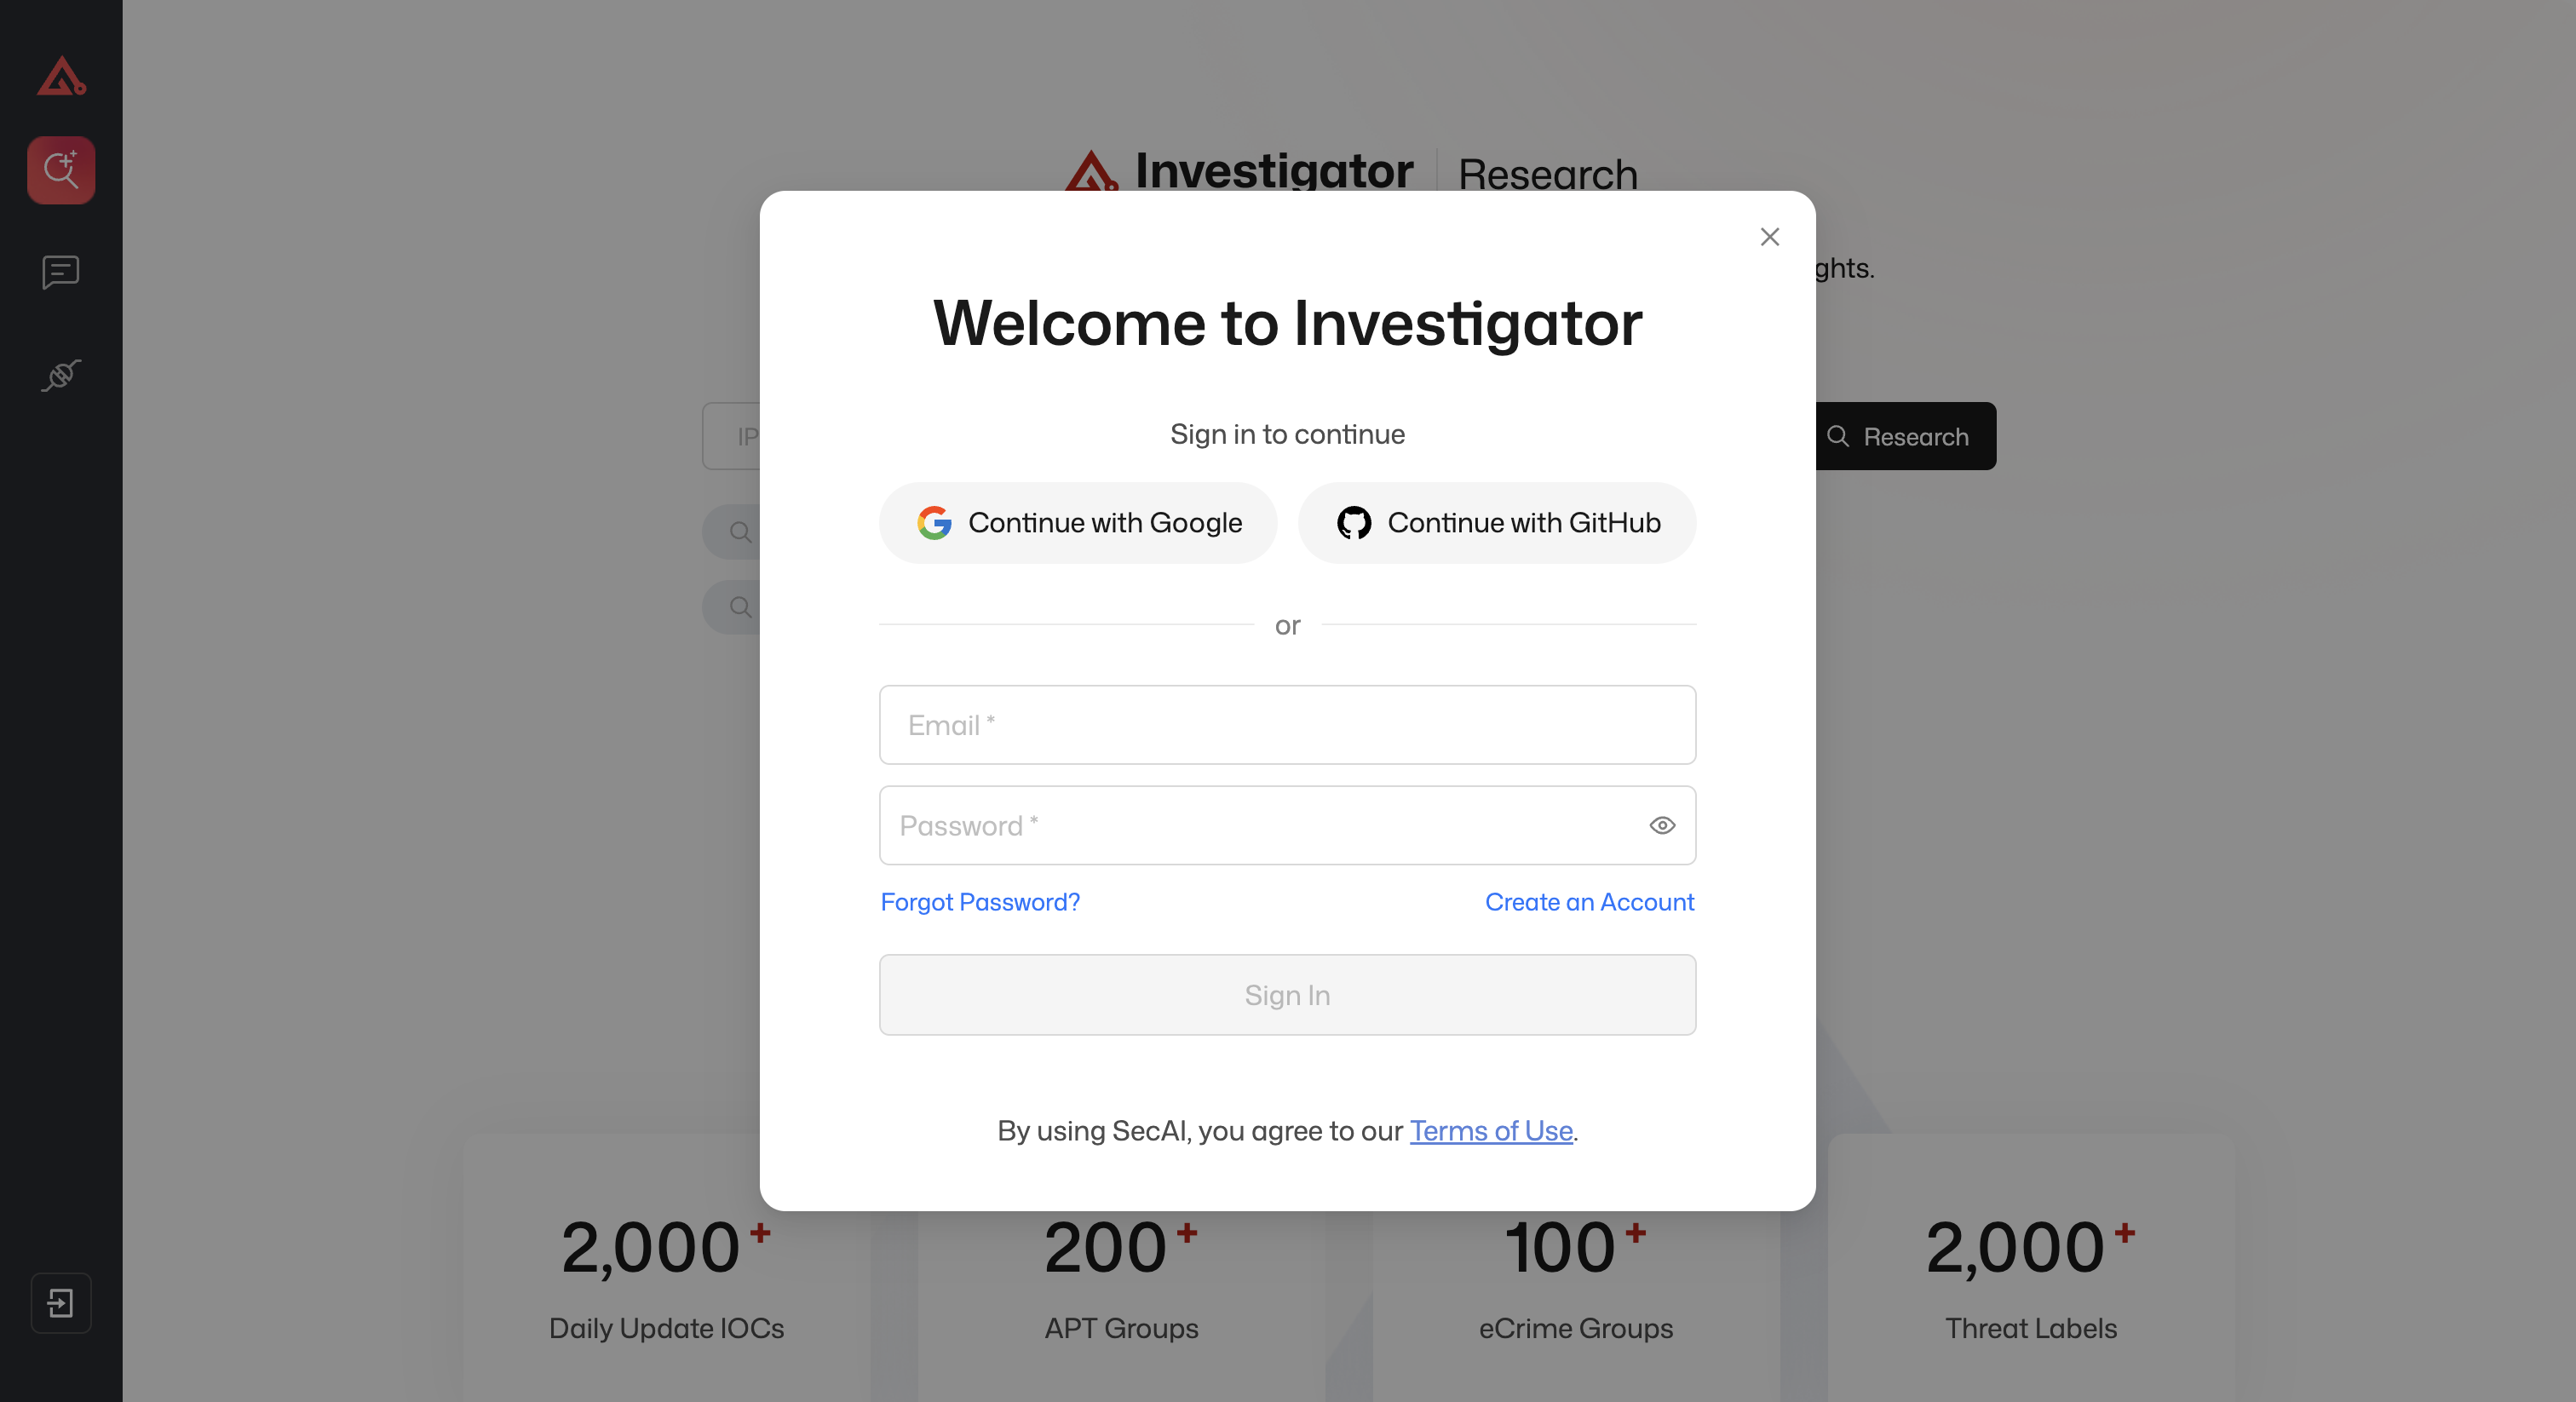 Investigator
Research
ghts.
Welcome to Investigator
Sign in to continue
Continue with Google
Continue with GitHub
IP
Research
or
Email *
Password *
Forgot Password?
Create an Account
Sign In
By using SecAI, you agree to our Terms of Use.
2,000+
Daily Update IOCs
200+
APT Groups
100+
eCrime Groups
2,000+
Threat Labels